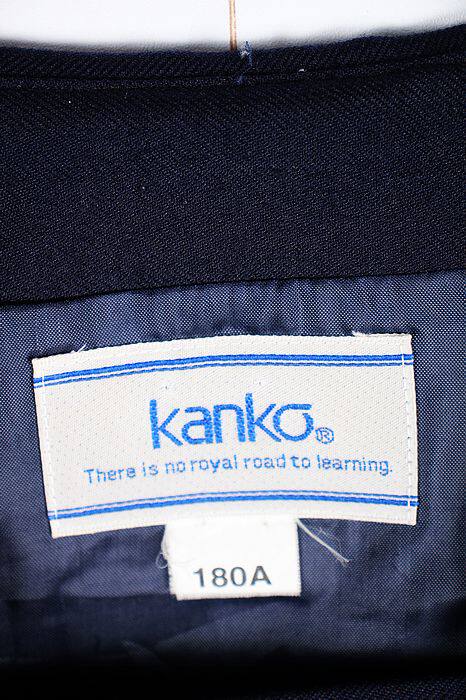 kanko®
There is no royal road to learning.
180A